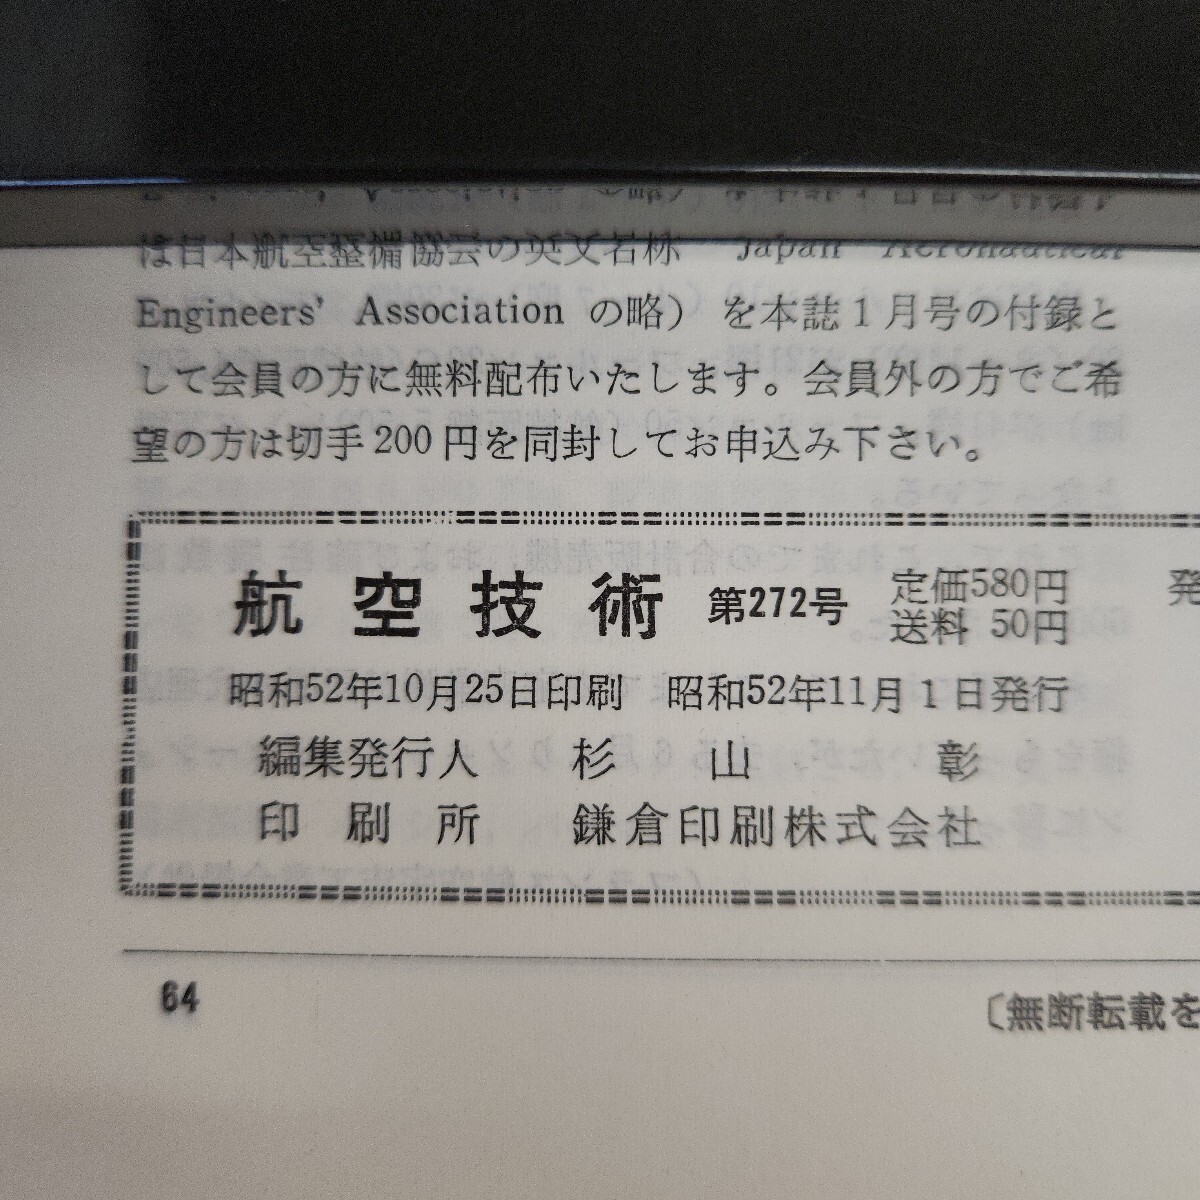 は日本航空整備協会の英文名称 Japan Aeronautical
Engineers' Association の略）を本誌1月号の付録と
して会員の方に無料配布いたします。会員外の方でご希
望の方は切手200円を同封してお申込み下さい。
航空技術 第272号 定価580円 発
送料 50円
昭和52年10月25日印刷 昭和52年11月1日発行
編集発行人 杉山 彰
印刷所 鎌倉印刷株式会社
64
〔無断転載を